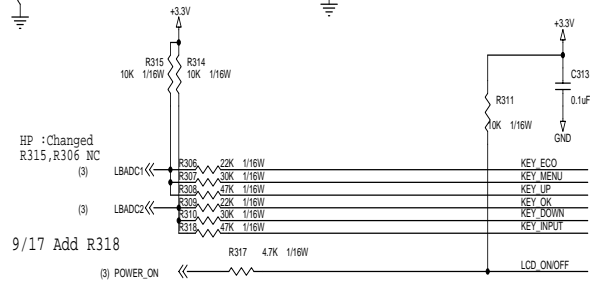 +3.3V
+3.3V
R315 R314
10K 1/16W 10K 1/16W
C313
0.1uF
R311
10K 1/16W
GND
HP :Changed
R315,R306 NC
(3) LBADC1
R306 22K 1/16W KEY_ECO
R307 30K 1/16W KEY_MENU
R308 47K 1/16W KEY_UP
(3) LBADC2
R309 22K 1/16W KEY_OK
R310 30K 1/16W KEY_DOWN
R318 47K 1/16W KEY_INPUT
9/17 Add R318
R317 4.7K 1/16W
(3) POWER_ON LCD_ON/OFF